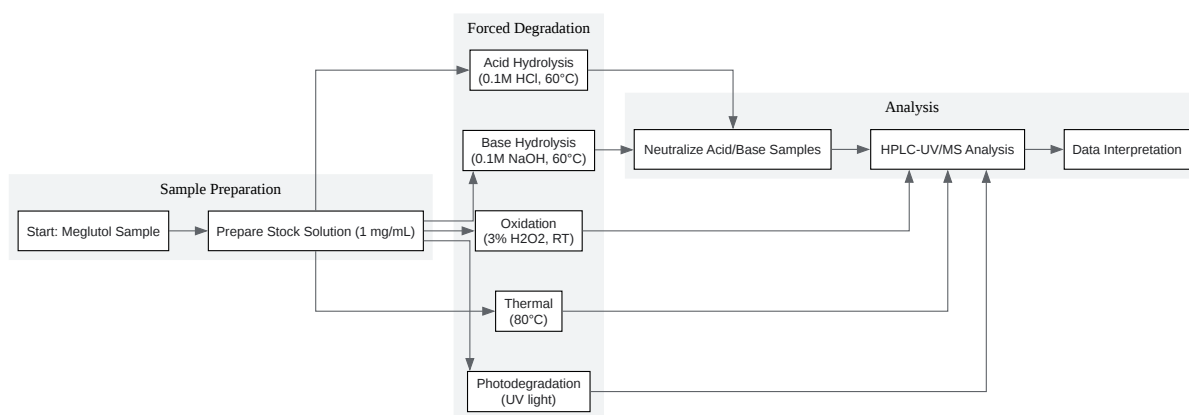 Forced Degradation
Acid Hydrolysis
(0.1M HCl, 60°C)
Analysis
Base Hydrolysis
(0.1M NaOH, 60°C)
Neutralize Acid/Base Samples
HPLC-UV/MS Analysis
Data Interpretation
Sample Preparation
Start: Meglutol Sample
Prepare Stock Solution (1 mg/mL)
Oxidation
(3% H2O2, RT)
Thermal
(80°C)
Photodegradation
(UV light)